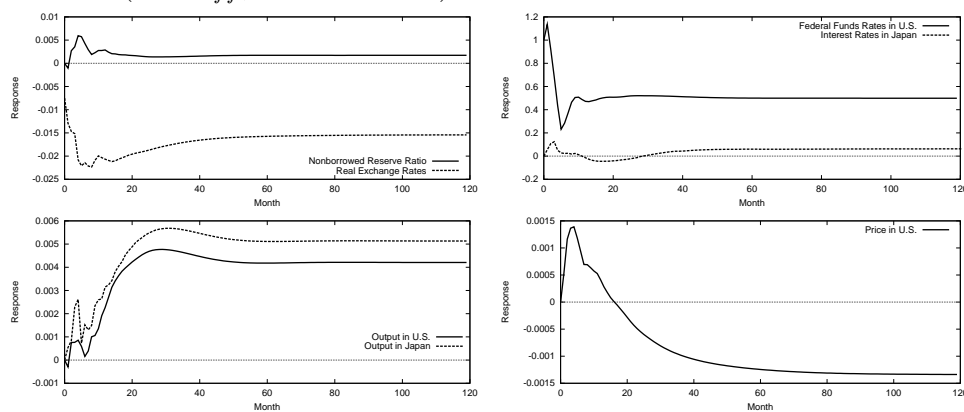 0.01
0.005
0
-0.005
-0.01
-0.015
-0.02
-0.025
Response
Nonborrowed Reserve Ratio
Real Exchange Rates
0 20 40 60 80 100 120
Month
1.2
1
0.8
0.6
0.4
0.2
0
-0.2
Response
Federal Funds Rates in U.S.
Interest Rates in Japan
0 20 40 60 80 100 120
Month
0.006
0.005
0.004
0.003
0.002
0.001
0
-0.001
Response
Output in U.S.
Output in Japan
0 20 40 60 80 100 120
Month
0.0015
0.001
0.0005
0
-0.0005
-0.001
-0.0015
Response
Price in U.S.
0 20 40 60 80 100 120
Month